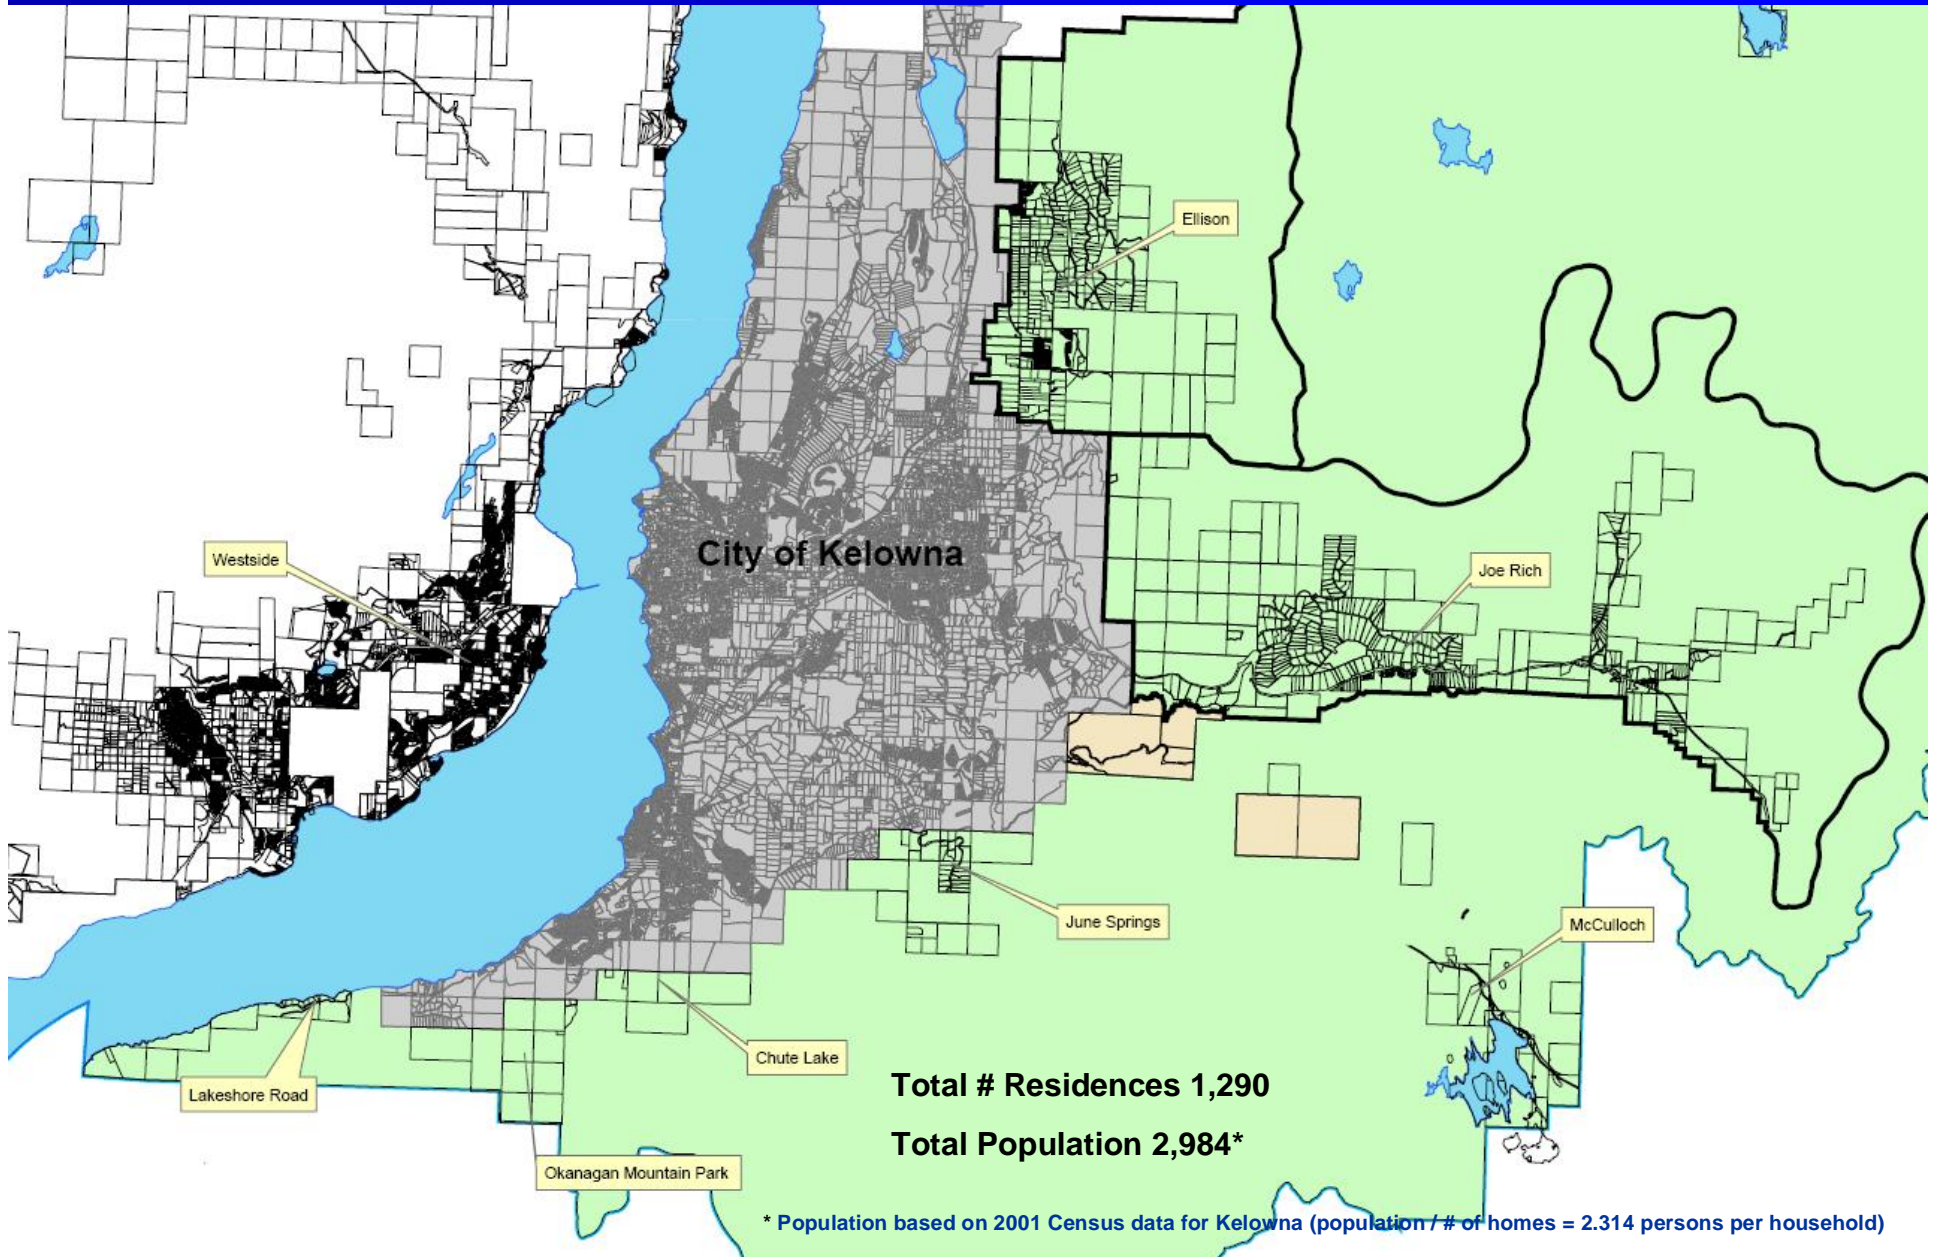 Ellison
City of Kelowna
Westside
Joe Rich
June Springs
McCulloch
Chute Lake
Lakeshore Road
Total # Residences 1,290
Total Population 2,984*
Okanagan Mountain Park
* Population based on 2001 Census data for Kelowna (population / # of homes = 2.314 persons per household)